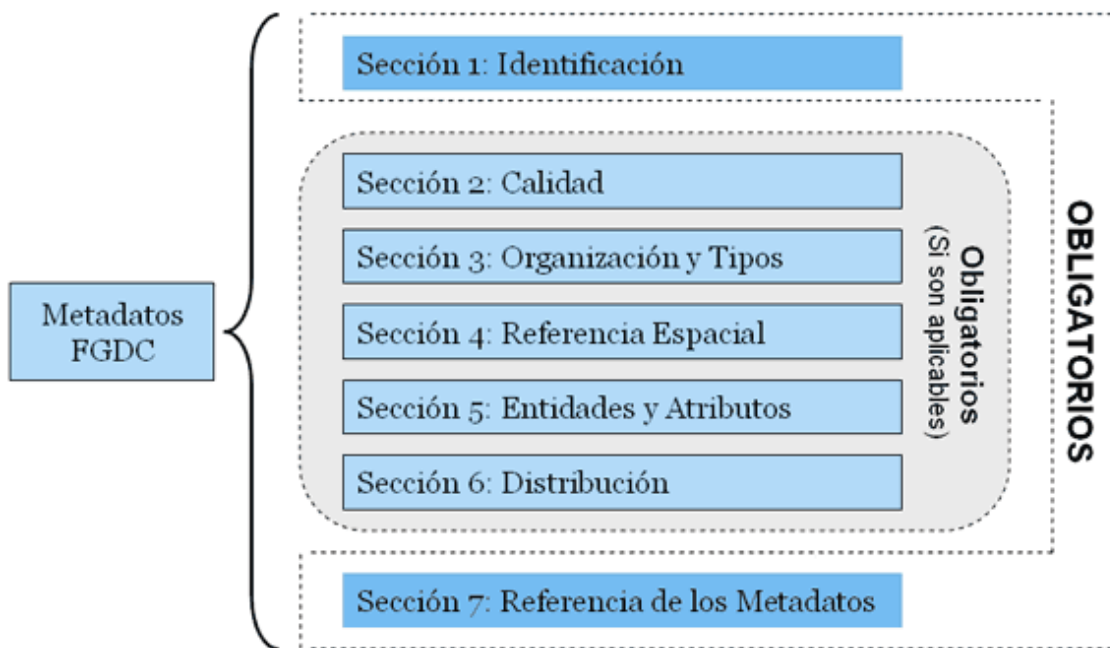 Sección 1: Identificación
Sección 2: Calidad
Sección 3: Organización y Tipos
Sección 4: Referencia Espacial
Sección 5: Entidades y Atributos
Sección 6: Distribución
Sección 7: Referencia de los Metadatos
Metadatos
FGDC
Obligatorios
(Si son aplicables)
OBLIGATORIOS